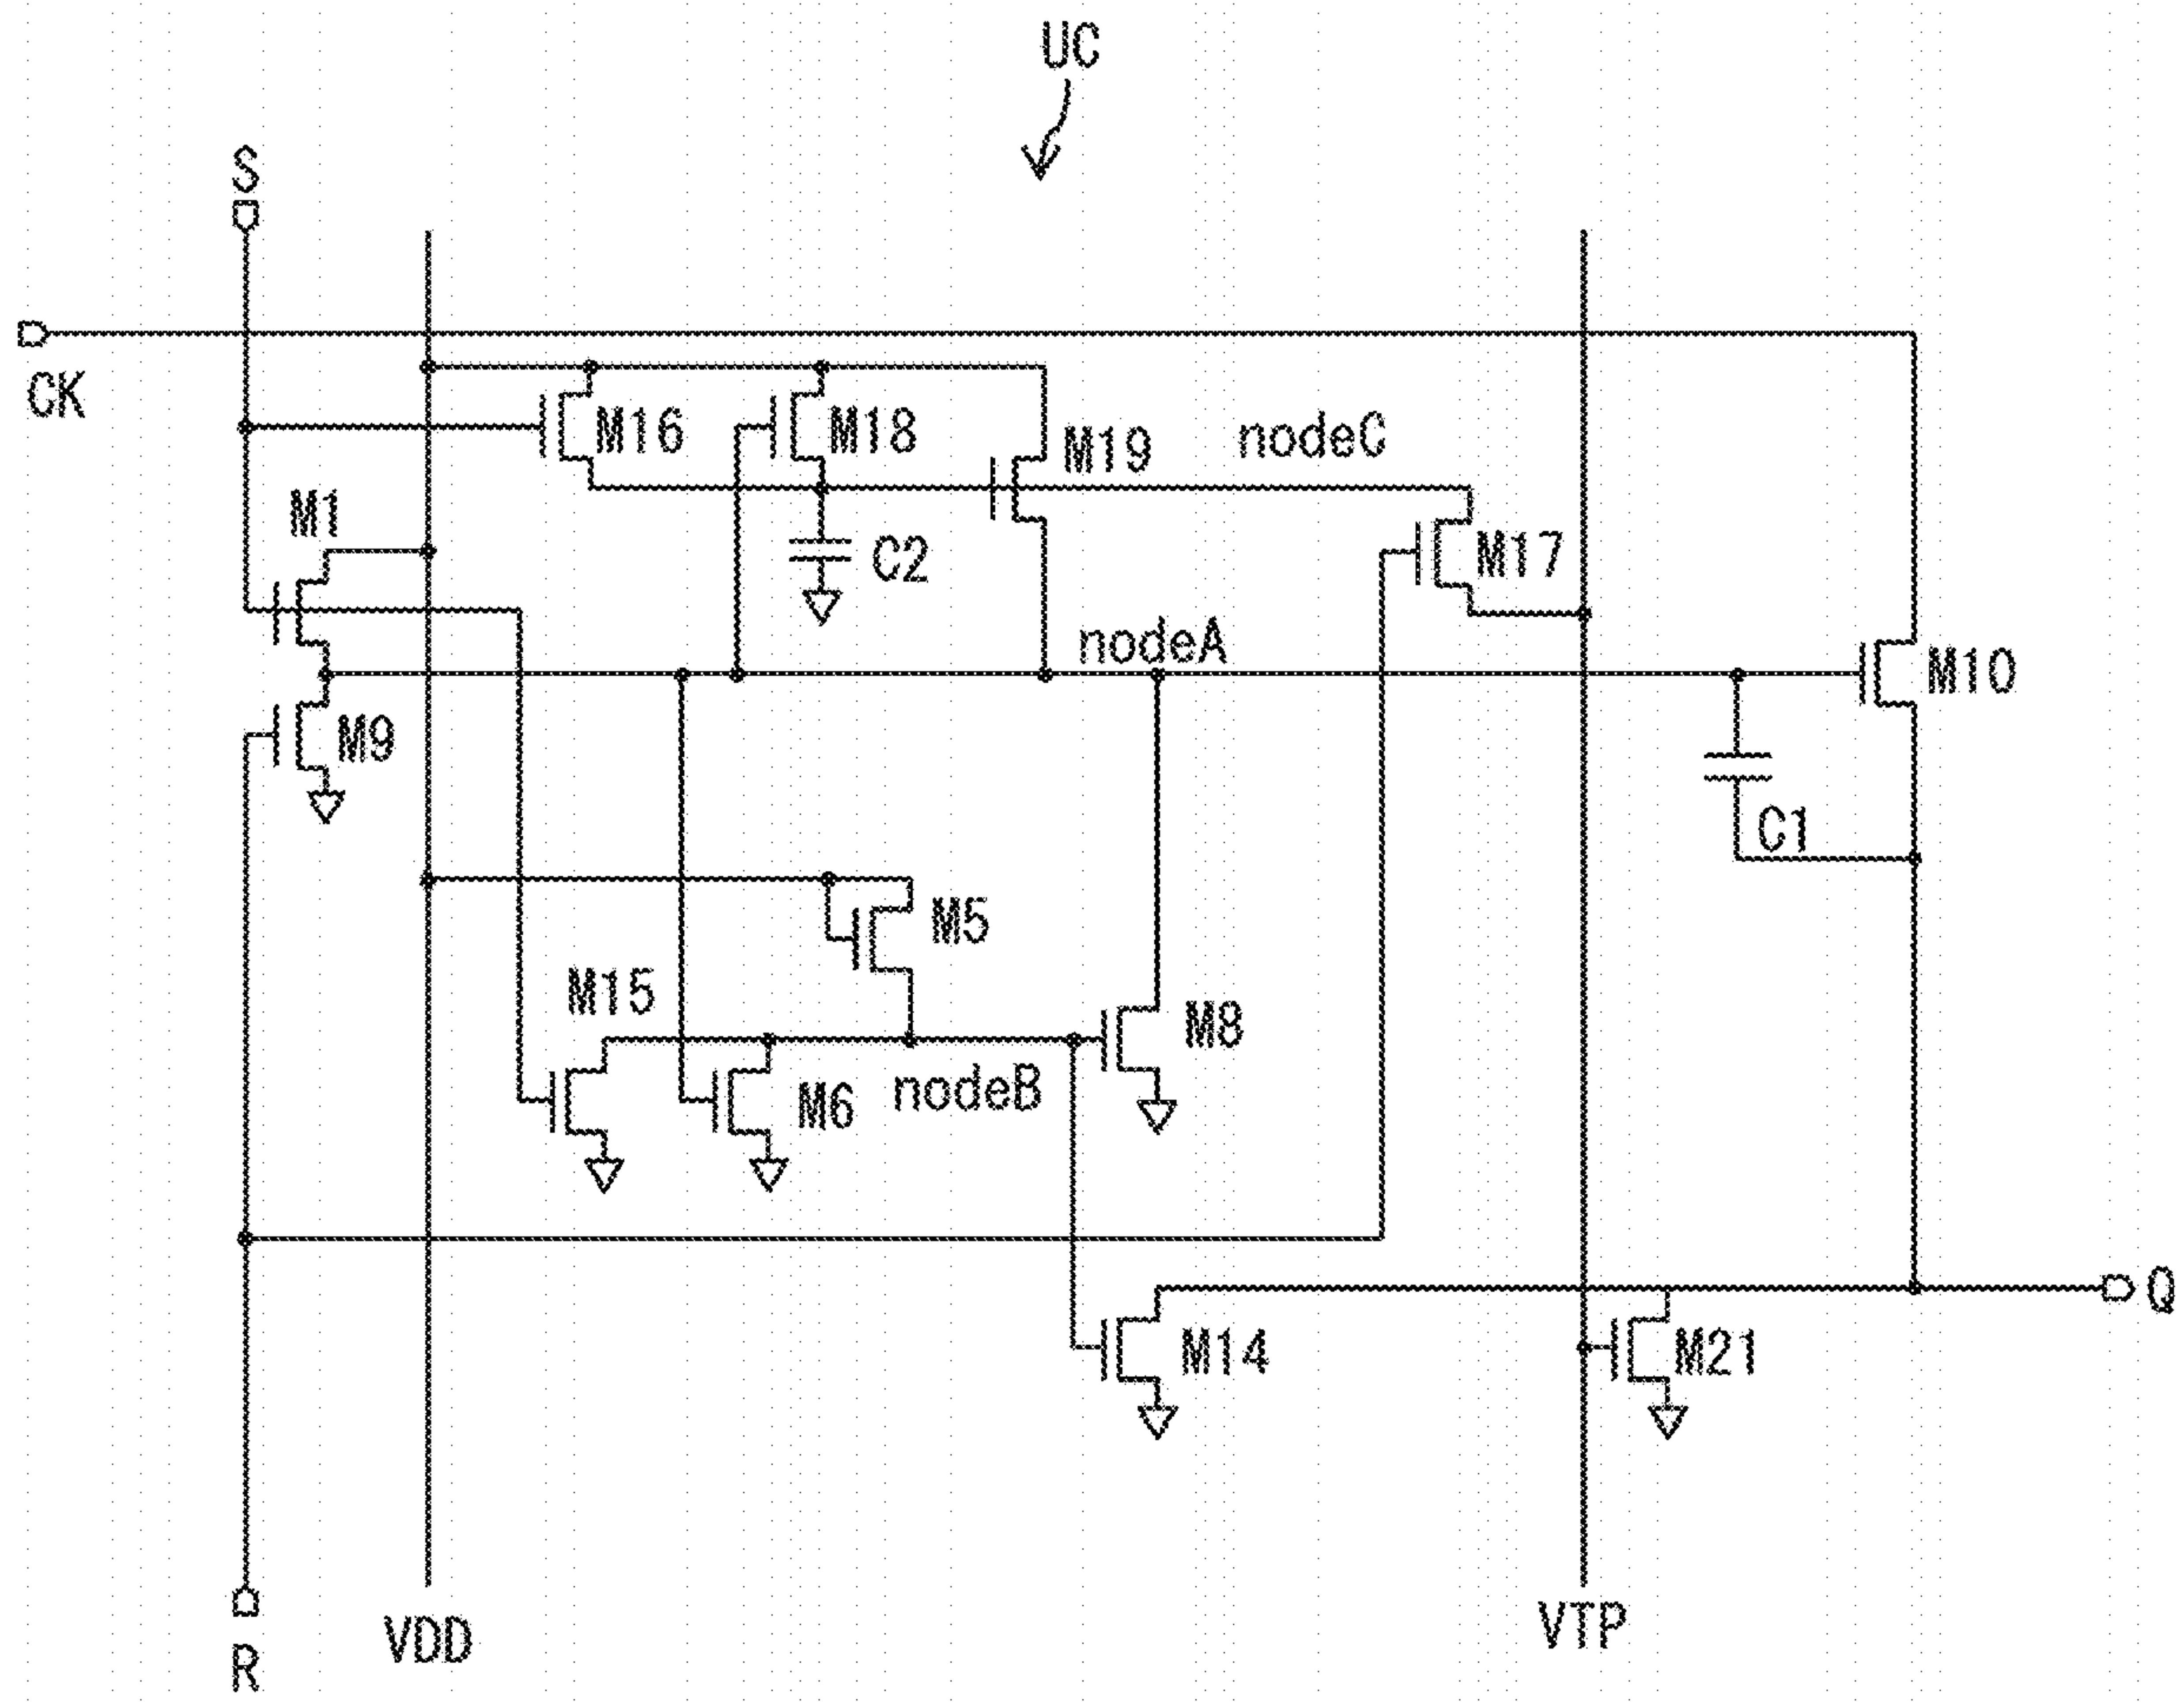 UC
S
CK
M16
M18
M19
nodeC
M1
C2
M17
nodeA
M10
M9
C1
M5
M15
M8
M6
nodeB
Q
M14
M21
VDD
VTP
R